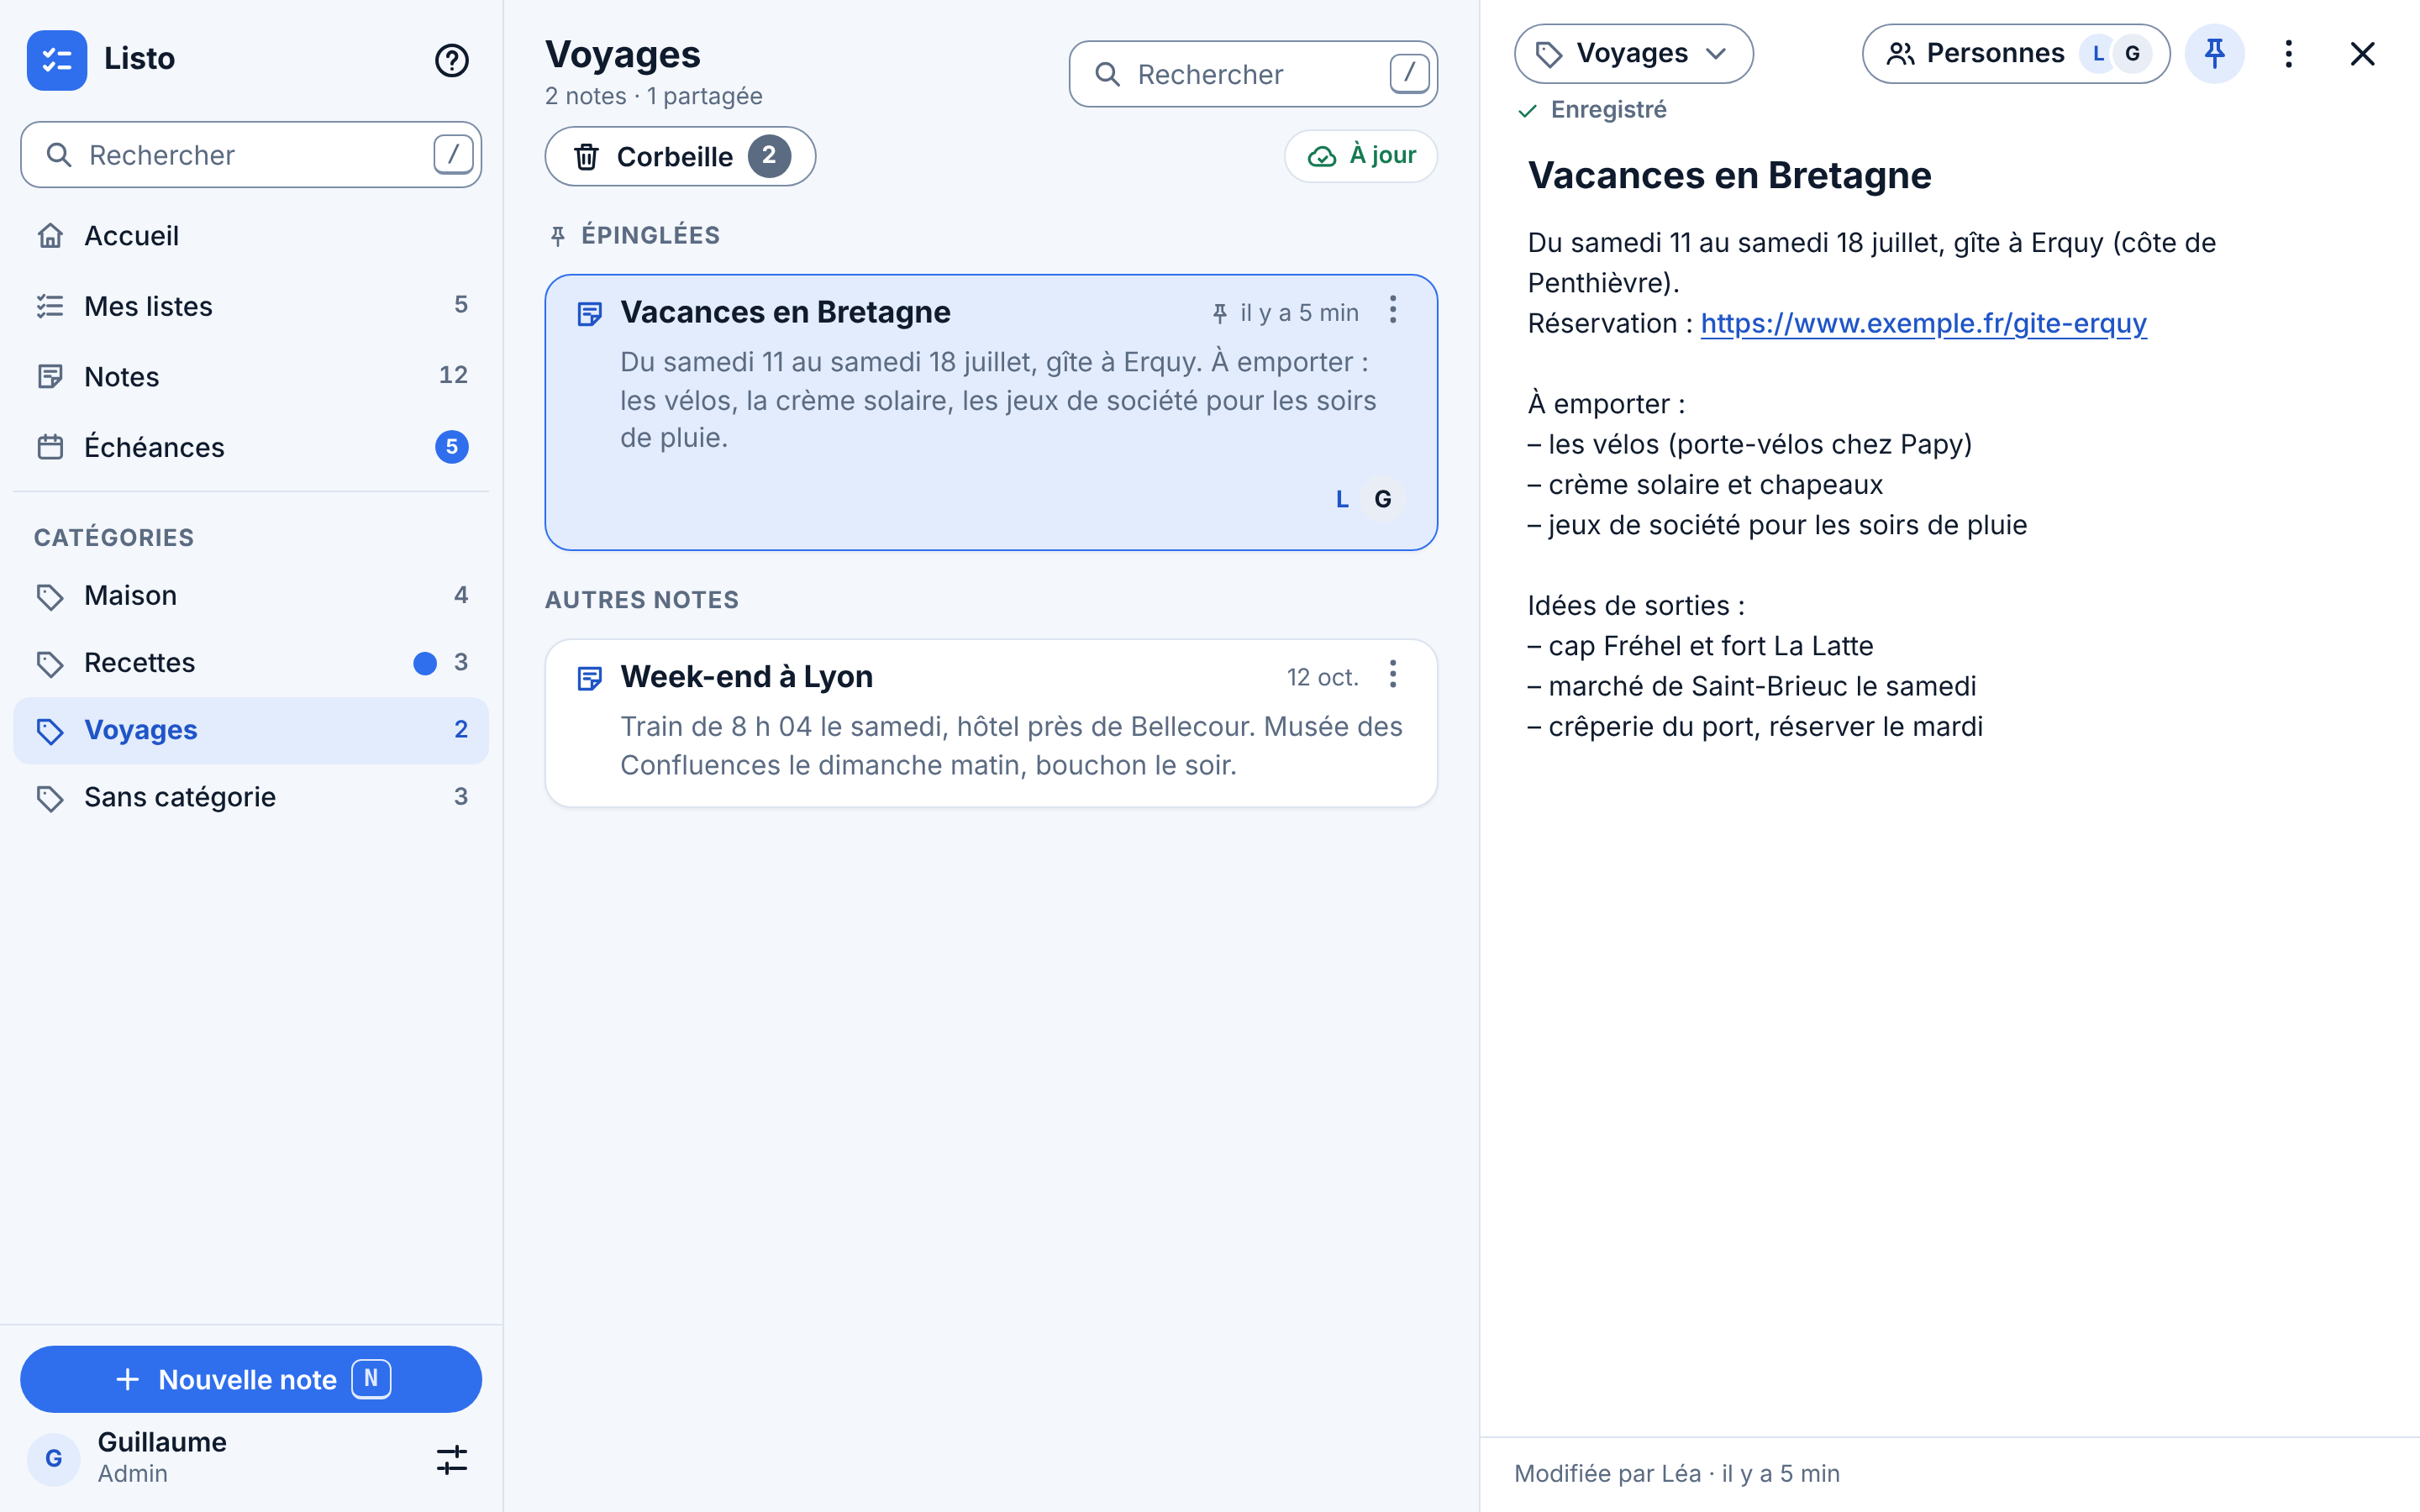 Listo
Rechercher /
Accueil
Mes listes 5
Notes 12
Échéances 5
CATÉGORIES
Maison 4
Recettes 3
Voyages 2
Sans catégorie 3
Nouvelle note N
G Guillaume
Admin
Voyages
2 notes · 1 partagée
Rechercher /
Corbeille 2
À jour
ÉPINGLÉES
Vacances en Bretagne il y a 5 min
Du samedi 11 au samedi 18 juillet, gîte à Erquy. À emporter :
les vélos, la crème solaire, les jeux de société pour les soirs
de pluie.
L G
AUTRES NOTES
Week-end à Lyon 12 oct.
Train de 8 h 04 le samedi, hôtel près de Bellecour. Musée des
Confluences le dimanche matin, bouchon le soir.
Voyages
Personnes L G
Enregistré
Vacances en Bretagne
Du samedi 11 au samedi 18 juillet, gîte à Erquy (côte de
Penthièvre).
Réservation : https://www.exemple.fr/gite-erquy
À emporter :
– les vélos (porte-vélos chez Papy)
– crème solaire et chapeaux
– jeux de société pour les soirs de pluie
Idées de sorties :
– cap Fréhel et fort La Latte
– marché de Saint-Brieuc le samedi
– crêperie du port, réserver le mardi
Modifiée par Léa · il y a 5 min